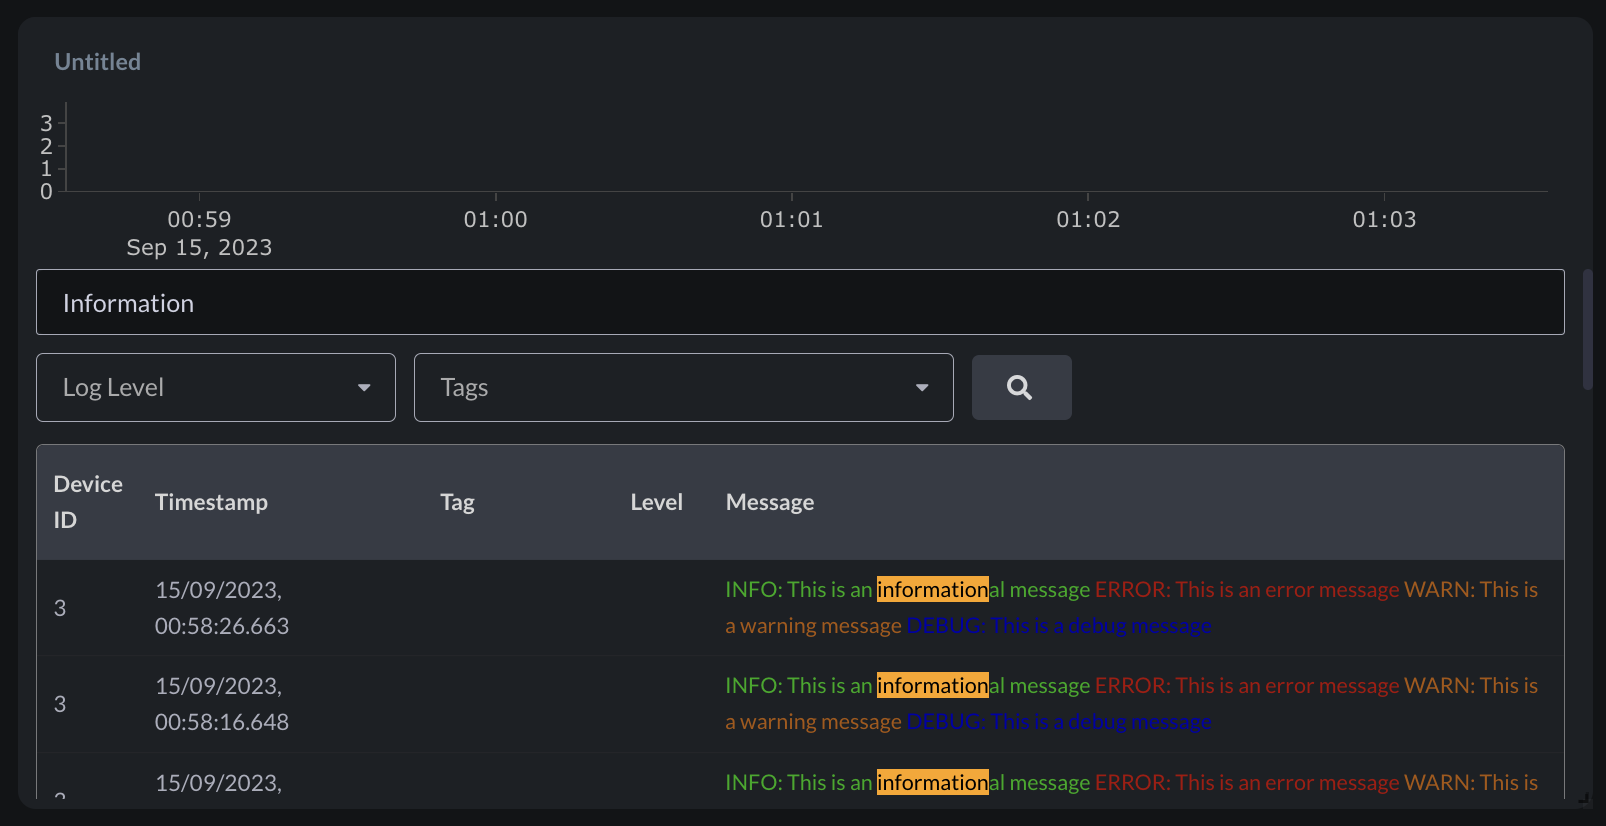 Untitled
3
2
1
0
00:59 01:00 01:01 01:02 01:03
Sep 15, 2023
Information
Log Level Tags
Device ID Timestamp Tag Level Message
3 15/09/2023, INFO: This is an informational message ERROR: This is an error message WARN: This is
00:58:26.663 a warning message DEBUG: This is a debug message
3 15/09/2023, INFO: This is an informational message ERROR: This is an error message WARN: This is
00:58:16.648 a warning message DEBUG: This is a debug message
15/09/2023, INFO: This is an informational message ERROR: This is an error message WARN: This is